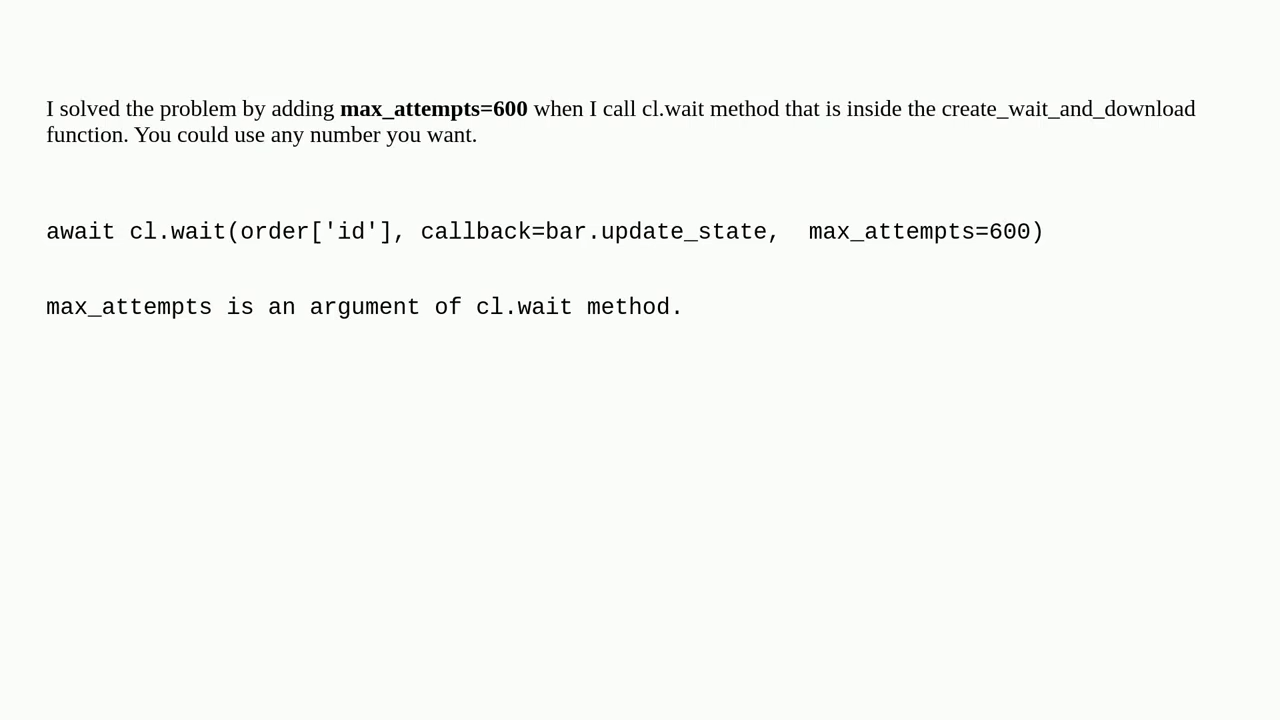 I solved the problem by adding max_attempts=600 when I call cl.wait method that is inside the create_wait_and_download
function. You could use any number you want.
await cl.wait(order['id'], callback=bar.update_state,  max_attempts=600)
max_attempts is an argument of cl.wait method.